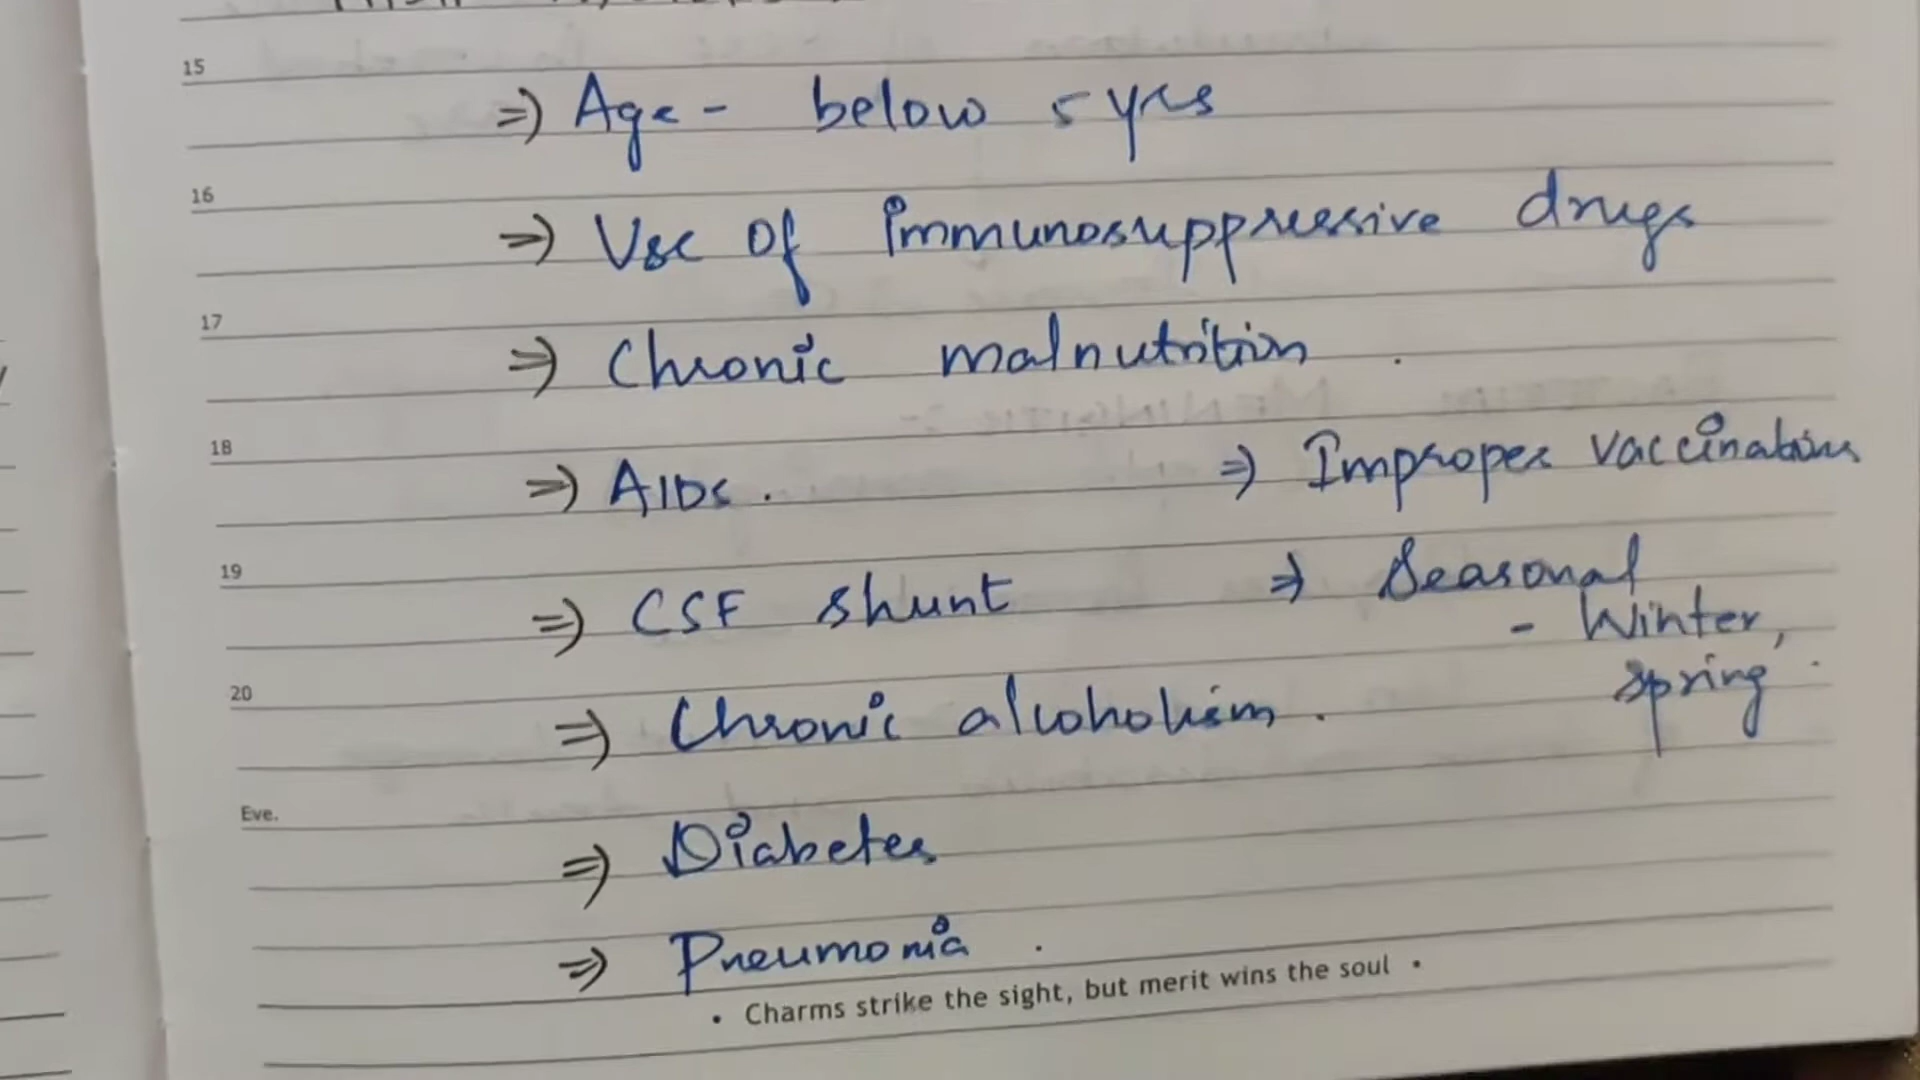 15
⇒ Age - below 5 yrs
16
⇒ Use Of Immunosuppressive drugs
17
⇒ Chronic malnutrition .
18
⇒ AIDS . ⇒ Improper vaccinations
19
⇒ CSF shunt ⇒ Seasonal
- Winter,
spring .
20
⇒ Chronic alcoholism .
Eve.
⇒ Diabetes
⇒ Pneumonia .
• Charms strike the sight, but merit wins the soul •